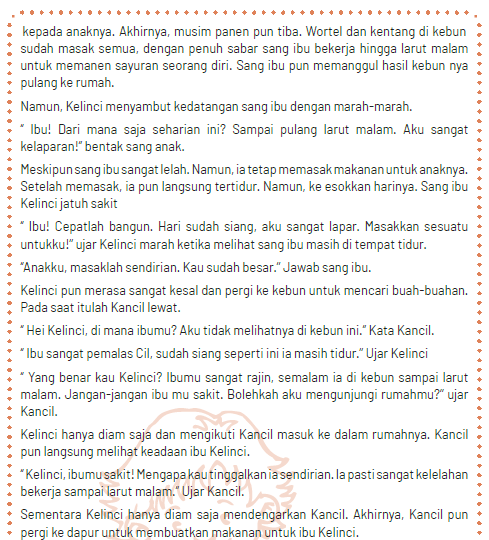 kepada anaknya. Akhirnya, musim panen pun tiba. Wortel dan kentang di kebun
sudah masak semua, dengan penuh sabar sang ibu bekerja hingga larut malam
untuk memanen sayuran seorang diri. Sang ibu pun memanggul hasil kebun nya
pulang ke rumah.
Namun, Kelinci menyambut kedatangan sang ibu dengan marah-marah.
" Ibu! Dari mana saja seharian ini? Sampai pulang larut malam. Aku sangat
kelaparan!" bentak sang anak.
Meskipun sang ibu sangat lelah. Namun, ia tetap memasak makanan untuk anaknya.
Setelah memasak, ia pun langsung tertidur. Namun, ke esokkan harinya. Sang ibu
Kelinci jatuh sakit
" Ibu! Cepatlah bangun. Hari sudah siang, aku sangat lapar. Masakkan sesuatu
untukku!" ujar Kelinci marah ketika melihat sang ibu masih di tempat tidur.
"Anakku, masaklah sendirian. Kau sudah besar." Jawab sang ibu.
Kelinci pun merasa sangat kesal dan pergi ke kebun untuk mencari buah-buahan.
Pada saat itulah Kancil lewat.
" Hei Kelinci, di mana ibumu? Aku tidak melihatnya di kebun ini." Kata Kancil.
" Ibu sangat pemalas Cil, sudah siang seperti ini ia masih tidur." Ujar Kelinci
" Yang benar kau Kelinci? Ibumu sangat rajin, semalam ia di kebun sampai larut
malam. Jangan-jangan ibu mu sakit. Bolehkah aku mengunjungi rumahmu?" ujar
Kancil.
Kelinci hanya diam saja dan mengikuti Kancil masuk ke dalam rumahnya. Kancil
pun langsung melihat keadaan ibu Kelinci.
"Kelinci, ibumu sakit! Mengapa kau tinggalkan ia sendirian. Ia pasti sangat kelelahan
bekerja sampai larut malam." Ujar Kancil.
Sementara Kelinci hanya diam saja mendengarkan Kancil. Akhirnya, Kancil pun
pergi ke dapur untuk membuatkan makanan untuk ibu Kelinci.